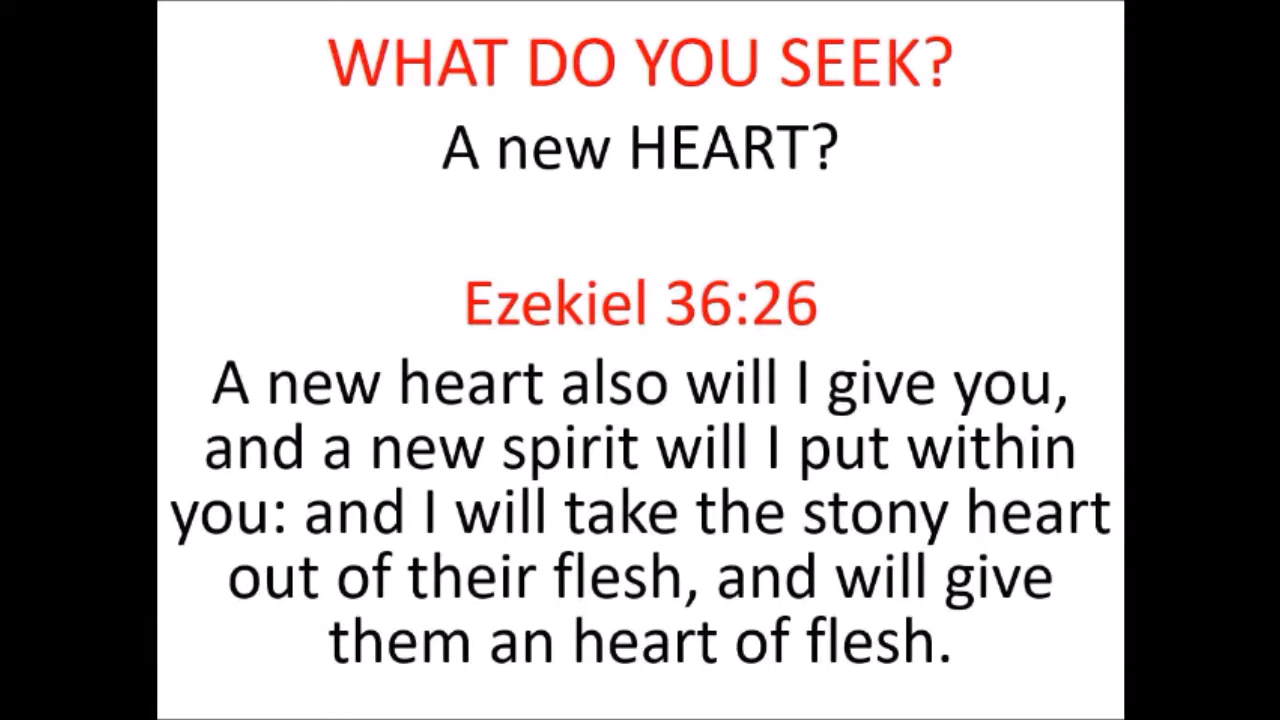 WHAT DO YOU SEEK?
A new HEART?
Ezekiel 36:26
A new heart also will I give you,
and a new spirit will I put within
you: and I will take the stony heart
out of their flesh, and will give
them an heart of flesh.